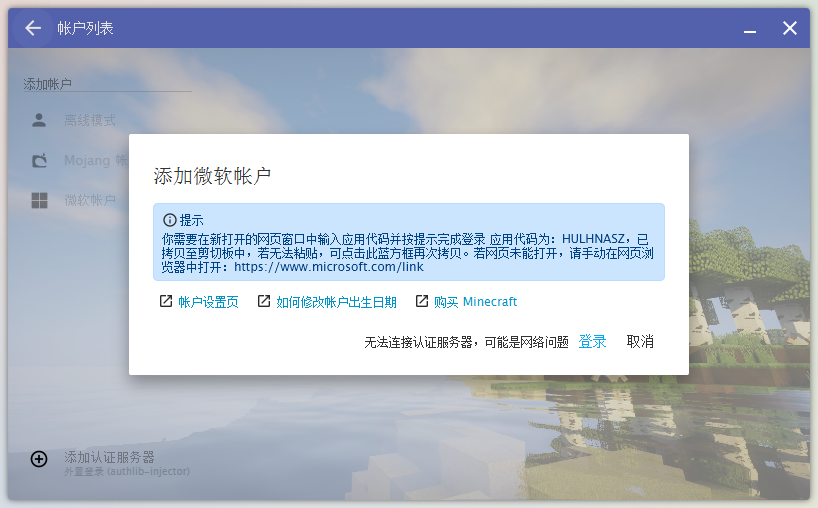 帐户列表
添加帐户
离线模式
Mojang 帐
微软帐户
添加微软帐户
提示
你需要在新打开的网页窗口中输入应用代码并按提示完成登录 应用代码为：HULHNASZ，已
拷贝至剪切板中，若无法粘贴，可点击此蓝方框再次拷贝。若网页未能打开，请手动在网页浏
览器中打开：https://www.microsoft.com/link
帐户设置页 如何修改帐户出生日期 购买 Minecraft
无法连接认证服务器，可能是网络问题 登录 取消
添加认证服务器
外置登录 (authlib-injector)